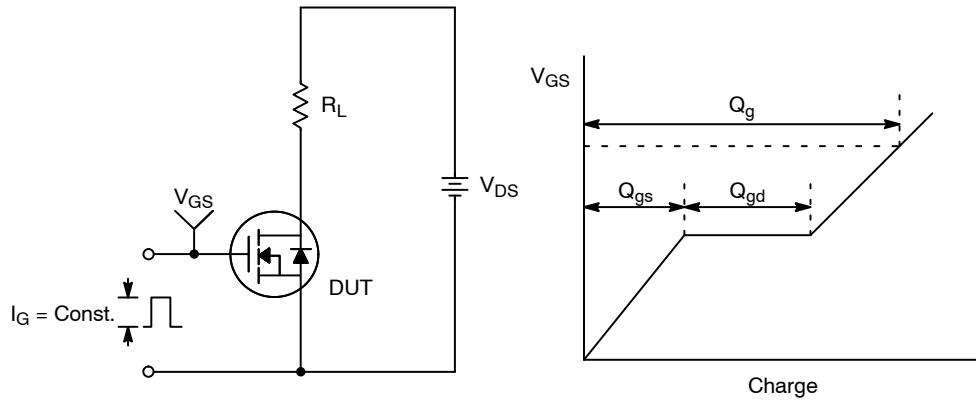 R_L
V_DS
V_GS
DUT
I_G = Const.
V_GS
Q_g
Q_gs
Q_gd
Charge